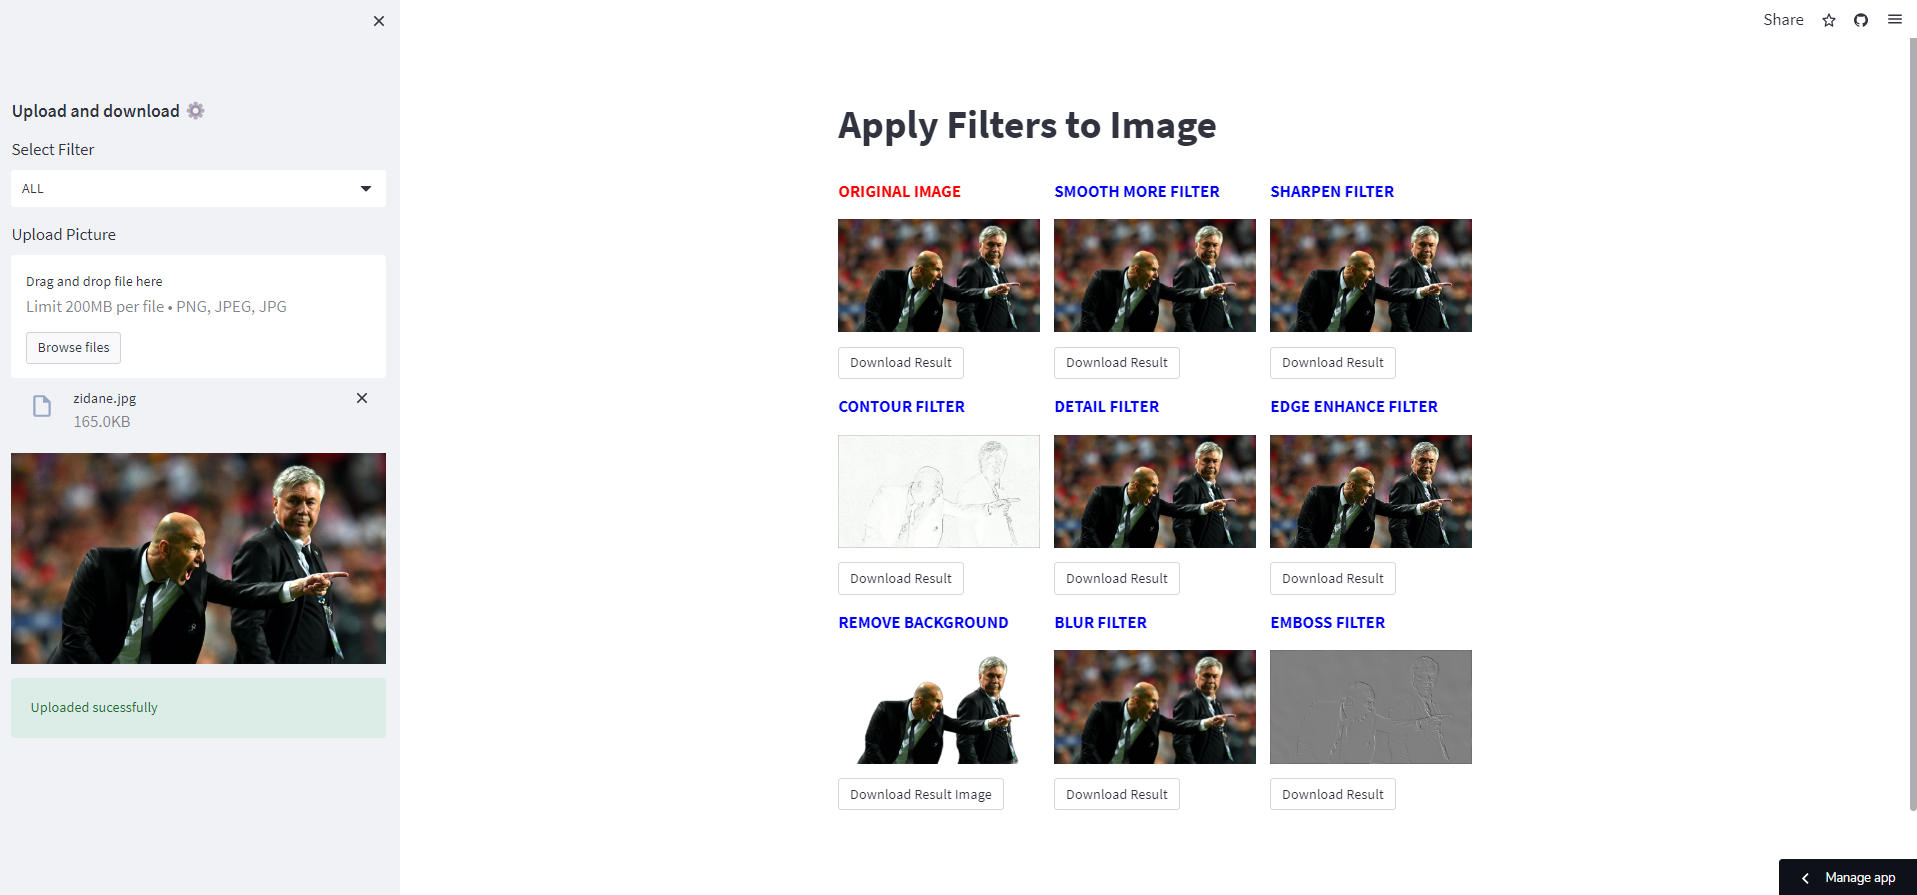 Share
Upload and download
Select Filter
ALL
Upload Picture
Drag and drop file here
Limit 200MB per file • PNG, JPEG, JPG
Browse files
zidane.jpg
165.0KB
Uploaded sucessfully
Apply Filters to Image
ORIGINAL IMAGE
SMOOTH MORE FILTER
SHARPEN FILTER
Download Result
Download Result
Download Result
CONTOUR FILTER
DETAIL FILTER
EDGE ENHANCE FILTER
Download Result
Download Result
Download Result
REMOVE BACKGROUND
BLUR FILTER
EMBOSS FILTER
Download Result Image
Download Result
Download Result
Manage app